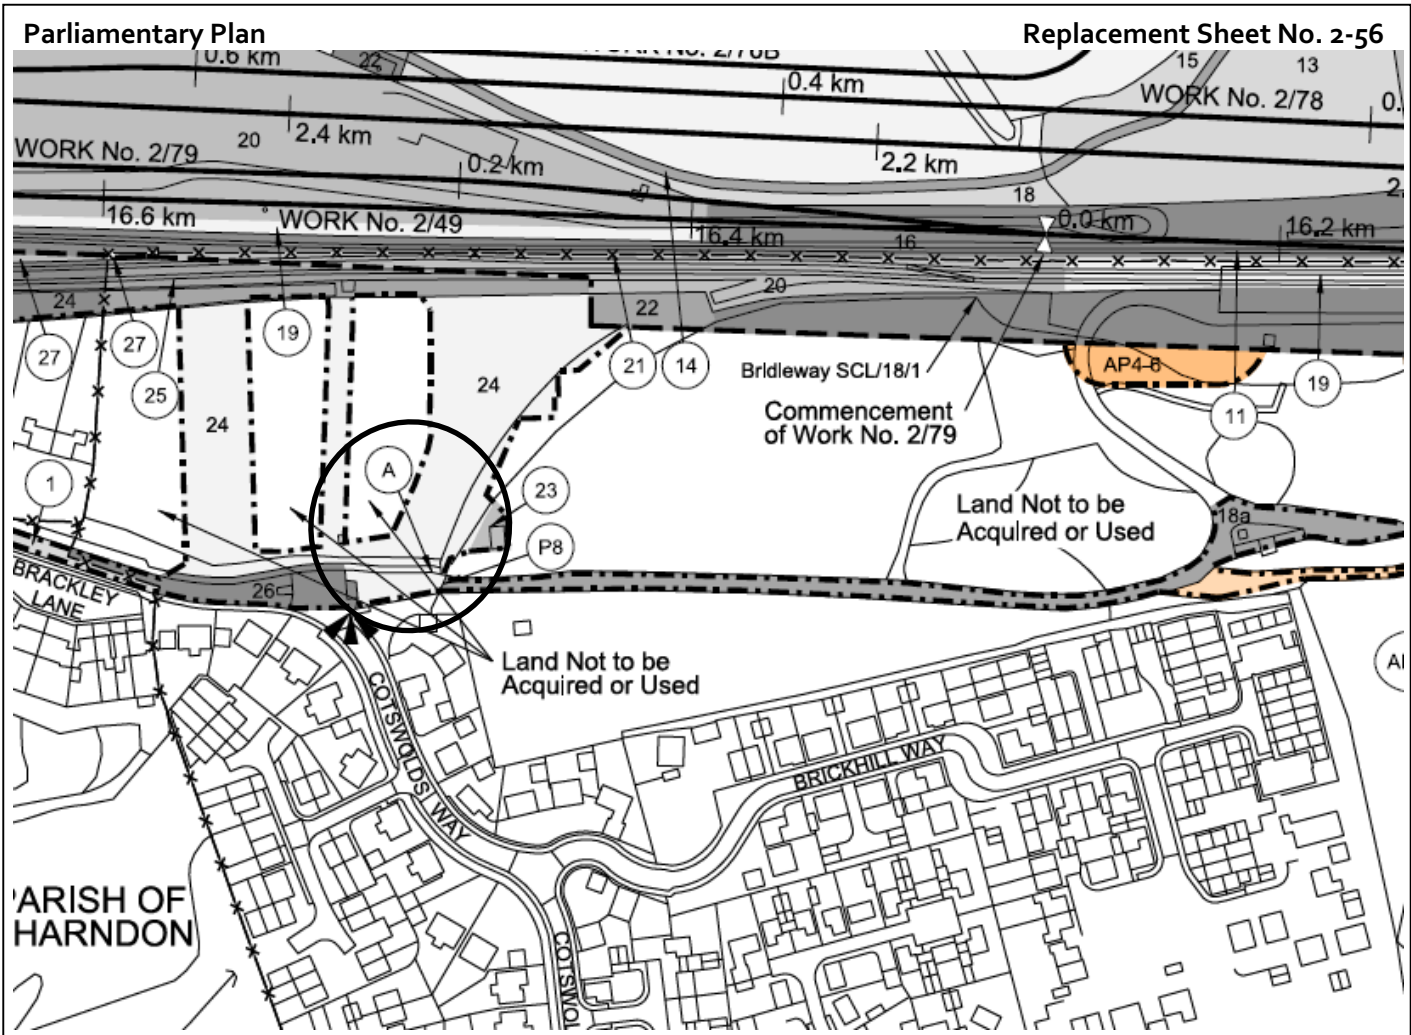 Parliamentary Plan
Replacement Sheet No. 2-56
0.6 km
22
0.4 km
15
13
WORK No. 2/78
20
2.4 km
2.2 km
WORK No. 2/79
0.2 km
18
16.6 km
WORK No. 2/49
16.4 km
16
0.0 km
16.2 km
24
20
22
27
27
19
25
21
14
24
24
Bridleway SCL/18/1
AP4-6
19
11
Commencement
of Work No. 2/79
A
1
23
P8
Land Not to be
Acquired or Used
18a
BRACKLEY
LANE
26c
Land Not to be
Acquired or Used
COTSWOLDS WAY
BRICKHILL WAY
ARISH OF
HARNDON
COTSWOL